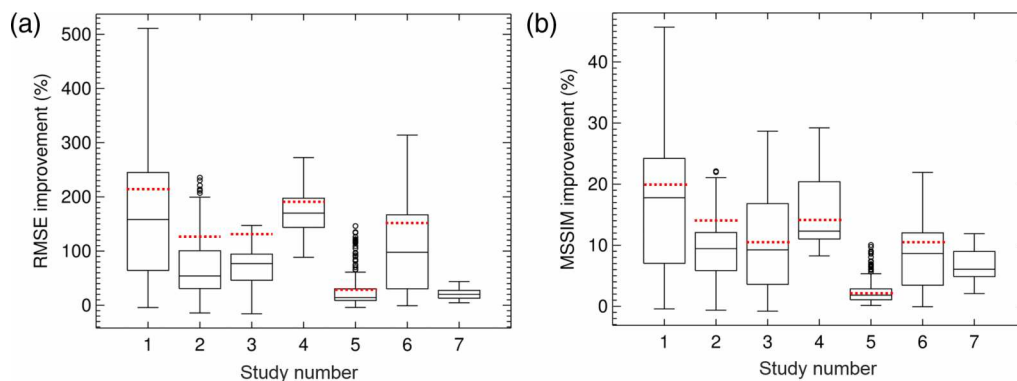 (a)
RMSE improvement (%)
500
400
300
200
100
0
1 2 3 4 5 6 7
Study number
(b)
MSSIM improvement (%)
40
30
20
10
0
1 2 3 4 5 6 7
Study number